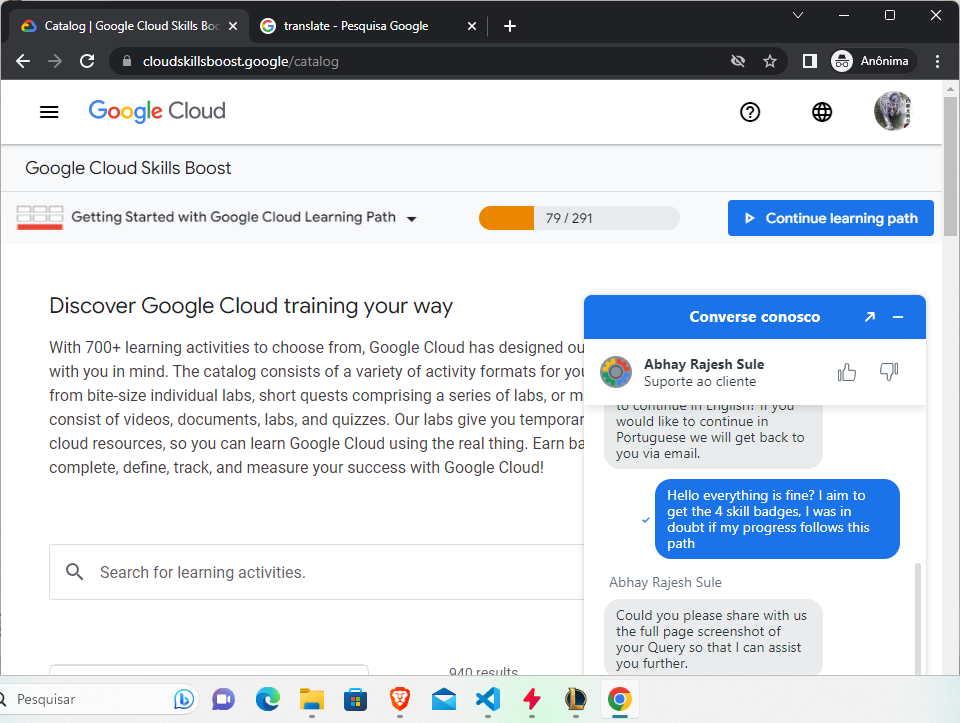 Catalog | Google Cloud Skills Boo
translate - Pesquisa Google
cloudskillsboost.google/catalog
Anônima
Google Cloud
Google Cloud Skills Boost
Getting Started with Google Cloud Learning Path
79 / 291
Continue learning path
Discover Google Cloud training your way
With 700+ learning activities to choose from, Google Cloud has designed ou
with you in mind. The catalog consists of a variety of activity formats for you
from bite-size individual labs, short quests comprising a series of labs, or m
consist of videos, documents, labs, and quizzes. Our labs give you temporar
cloud resources, so you can learn Google Cloud using the real thing. Earn ba
complete, define, track, and measure your success with Google Cloud!
Search for learning activities.
940 results
Converse conosco
Abhay Rajesh Sule
Suporte ao cliente
to continue in English? If you
would like to continue in
Portuguese we will get back to
you via email.
Hello everything is fine? I aim to
get the 4 skill badges, I was in
doubt if my progress follows this
path
Abhay Rajesh Sule
Could you please share with us
the full page screenshot of
your Query so that I can assist
you further.
Pesquisar